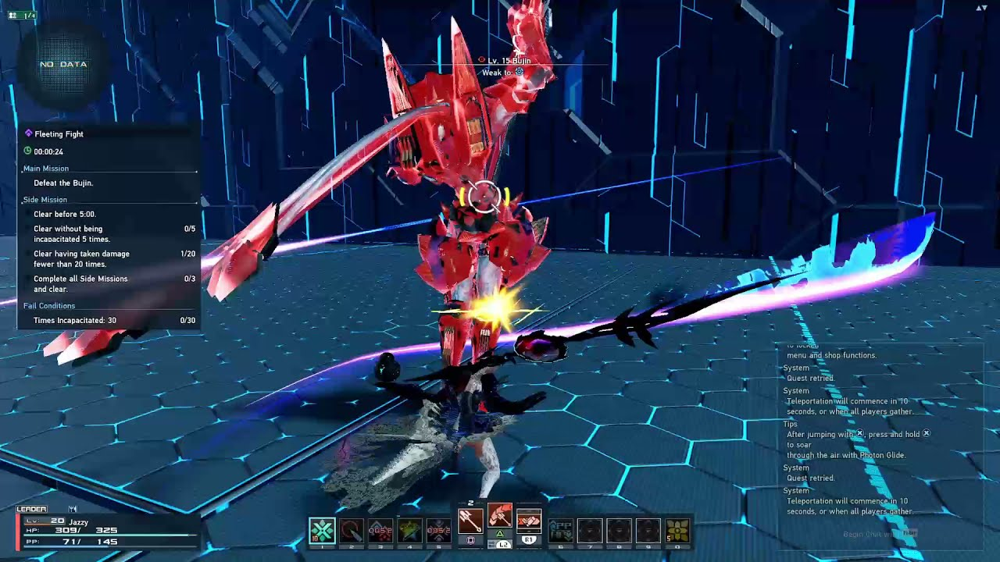 1/4
NO DATA
Lv. 15 Bujin
Weak to:
Fleeting Fight
00:00:24
Main Mission
Defeat the Bujin.
Side Mission
Clear before 5:00.
Clear without being 0/5
incapacitated 5 times.
Clear having taken damage 1/20
fewer than 20 times.
Complete all Side Missions 0/3
and clear.
Fail Conditions
Times Incapacitated: 30 0/30
to locked
menu and shop functions.
System
Quest retried.
System
Teleportation will commence in 10
seconds, or when all players gather.
Tips
After jumping with , press and hold
to soar
through the air with Photon Glide.
System
Quest retried.
System
Teleportation will commence in 10
seconds, or when all players gather.
Begin Chat with Enter
LEADER
Lv. 20 Jazzy
HP: 309/ 325
PP: 71/ 145
2
10
5
L2
R1
1 2 3 4 5 6 7 8 9 0